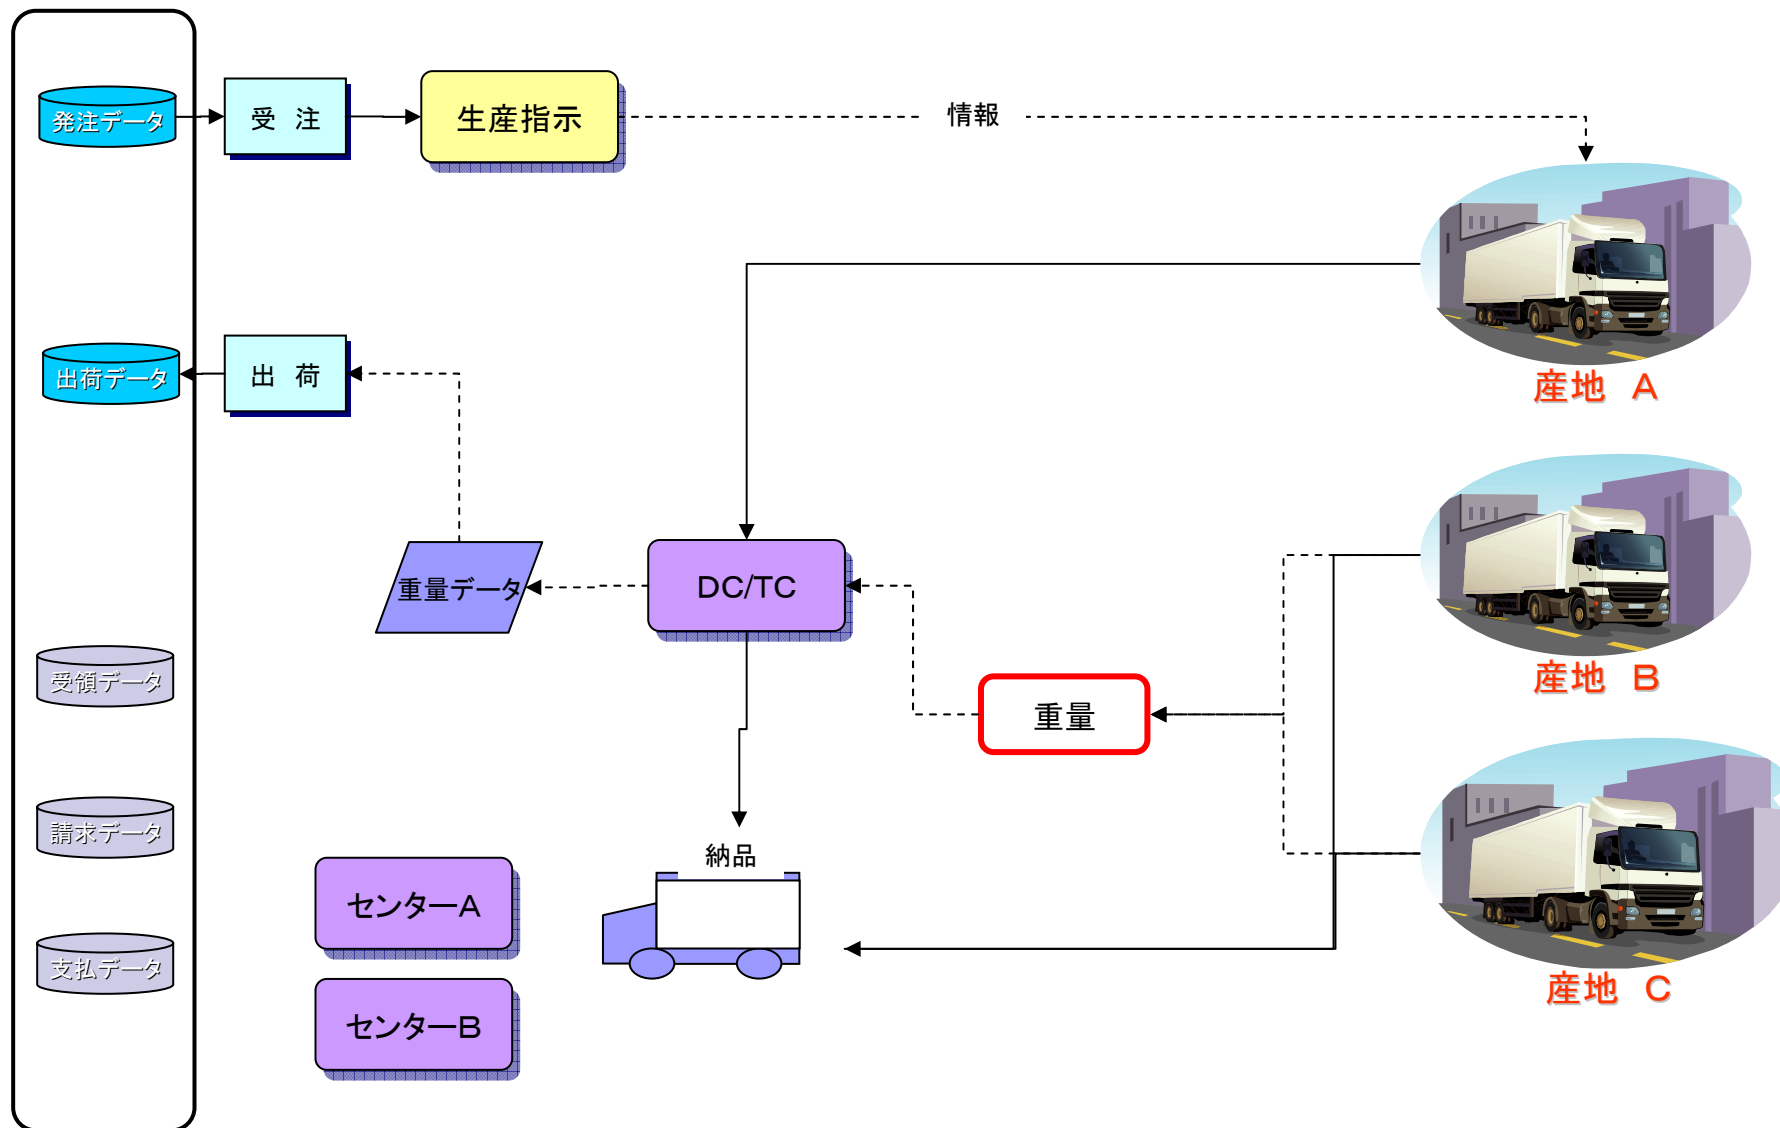 発注データ
受　注
生産指示
情報
出荷データ
出　荷
産地　Ａ
重量データ
DC/TC
産地　Ｂ
受領データ
重量
請求データ
納品
センターＡ
支払データ
産地　Ｃ
センターＢ